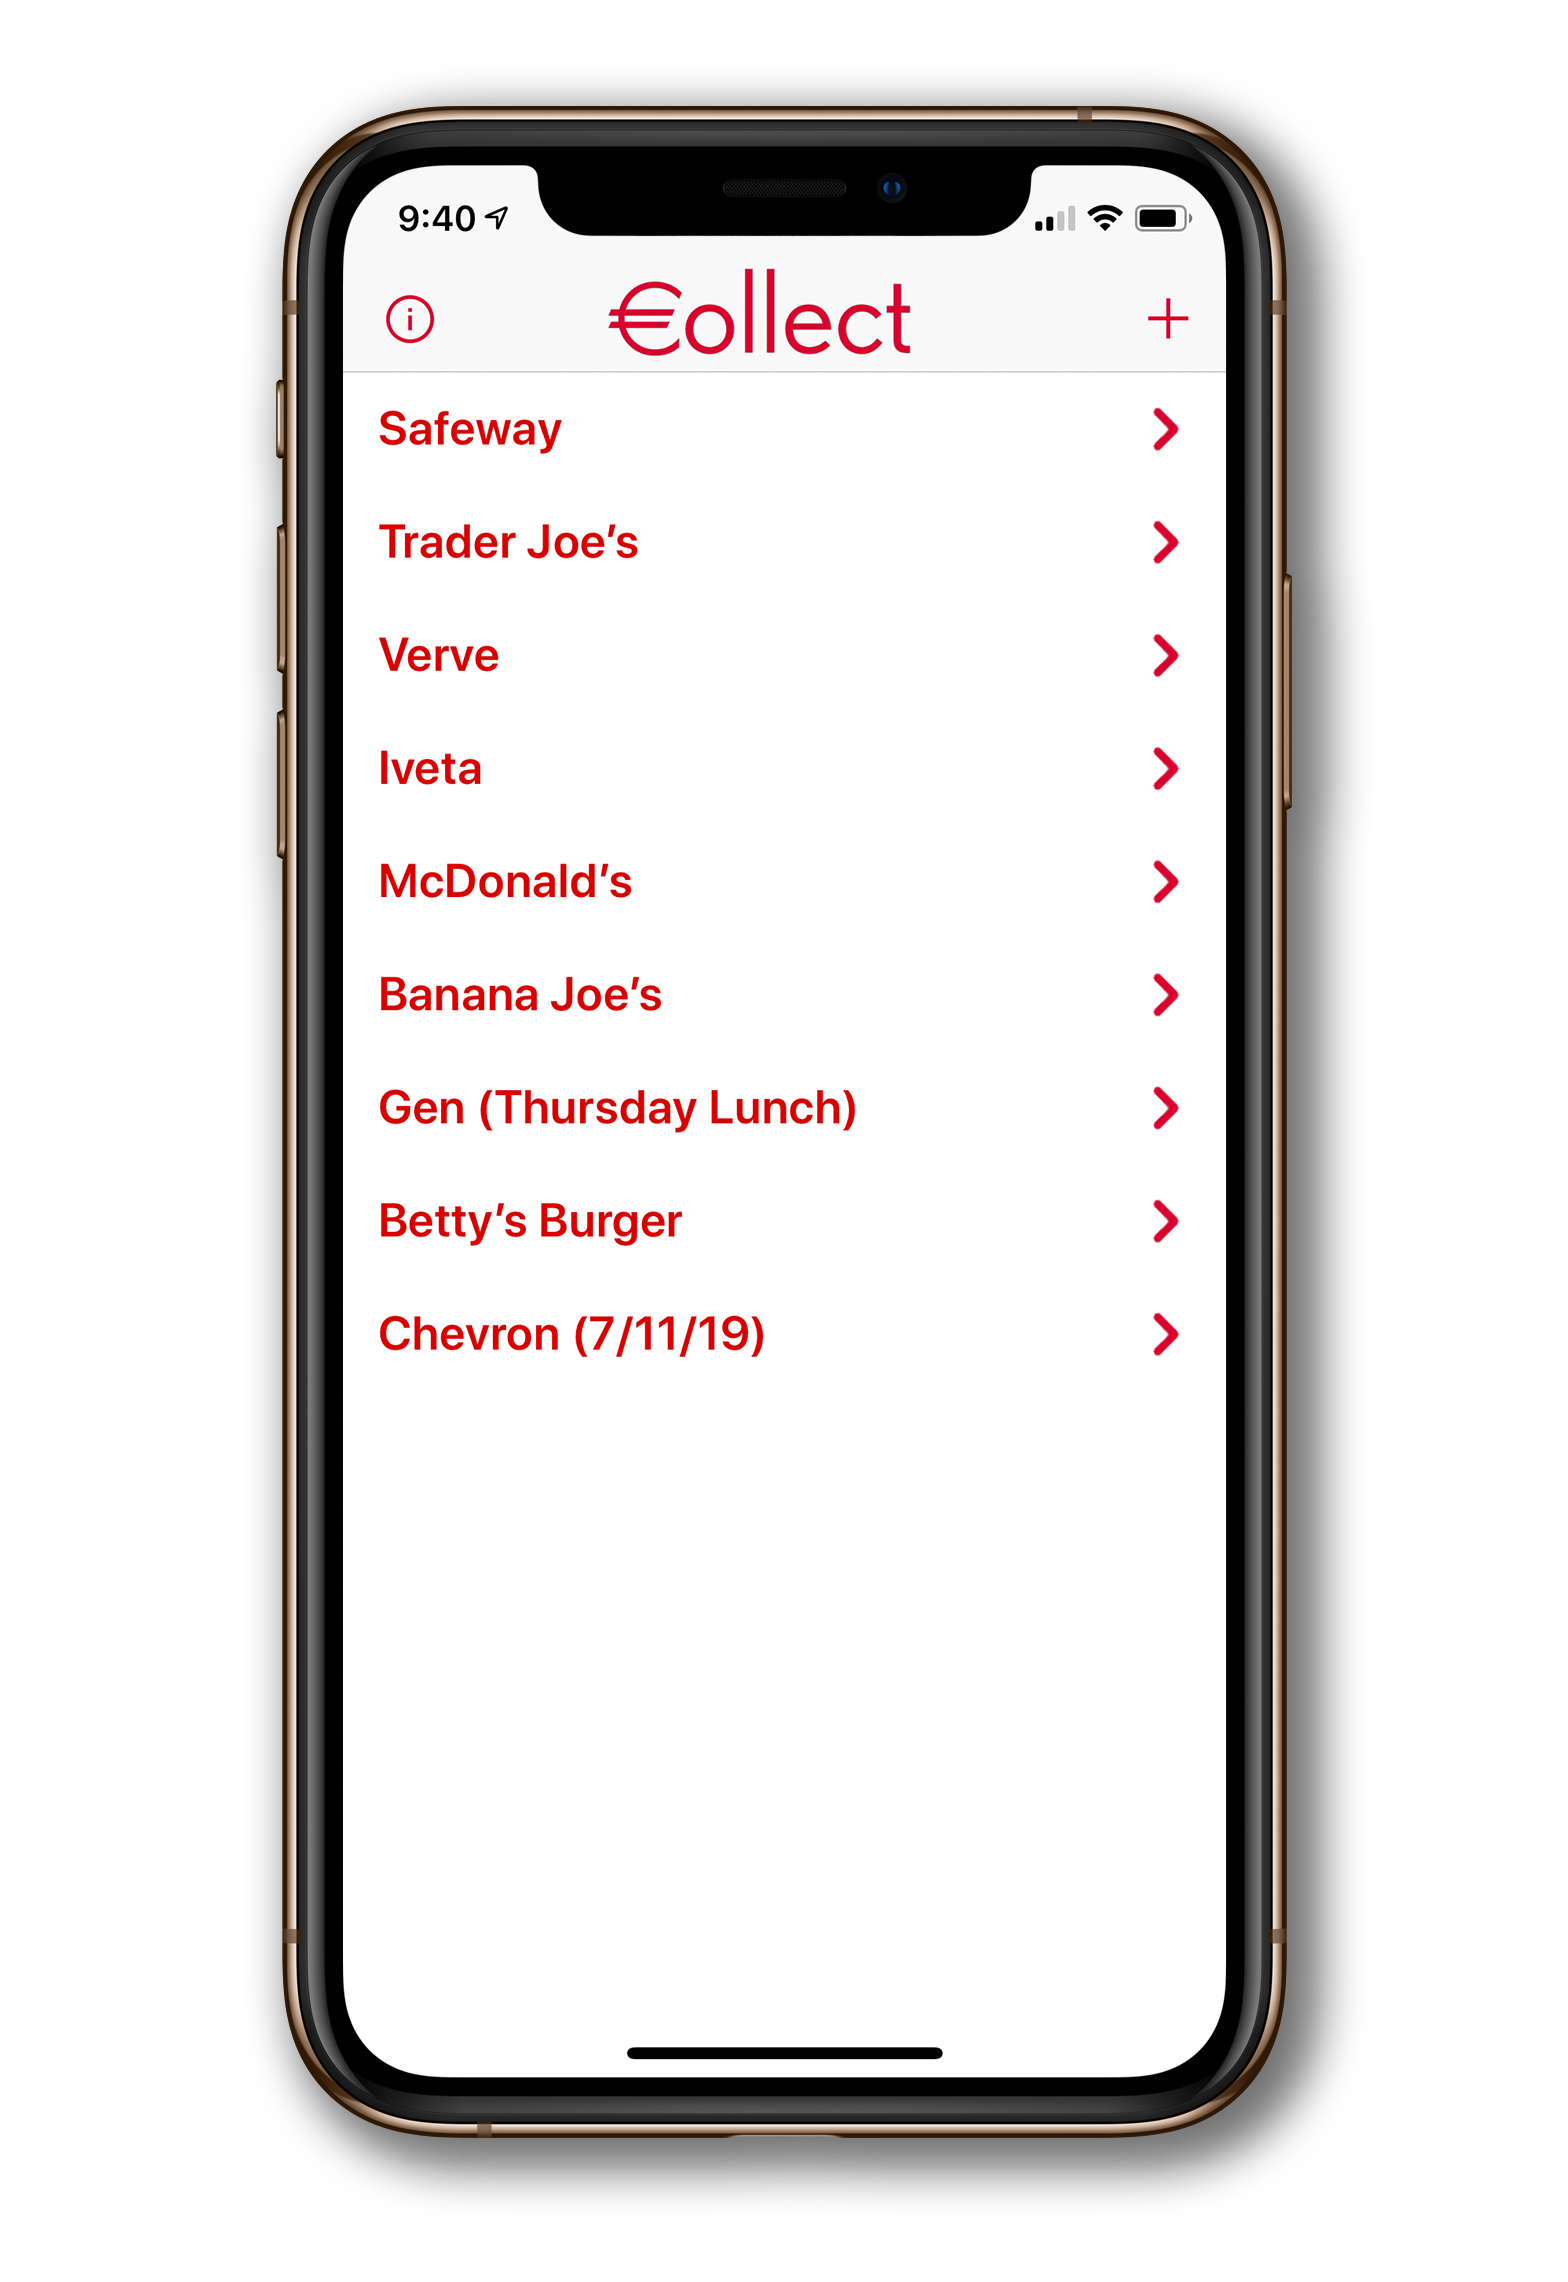 9:40
€ollect
Safeway
Trader Joe’s
Verve
Iveta
McDonald’s
Banana Joe’s
Gen (Thursday Lunch)
Betty’s Burger
Chevron (7/11/19)